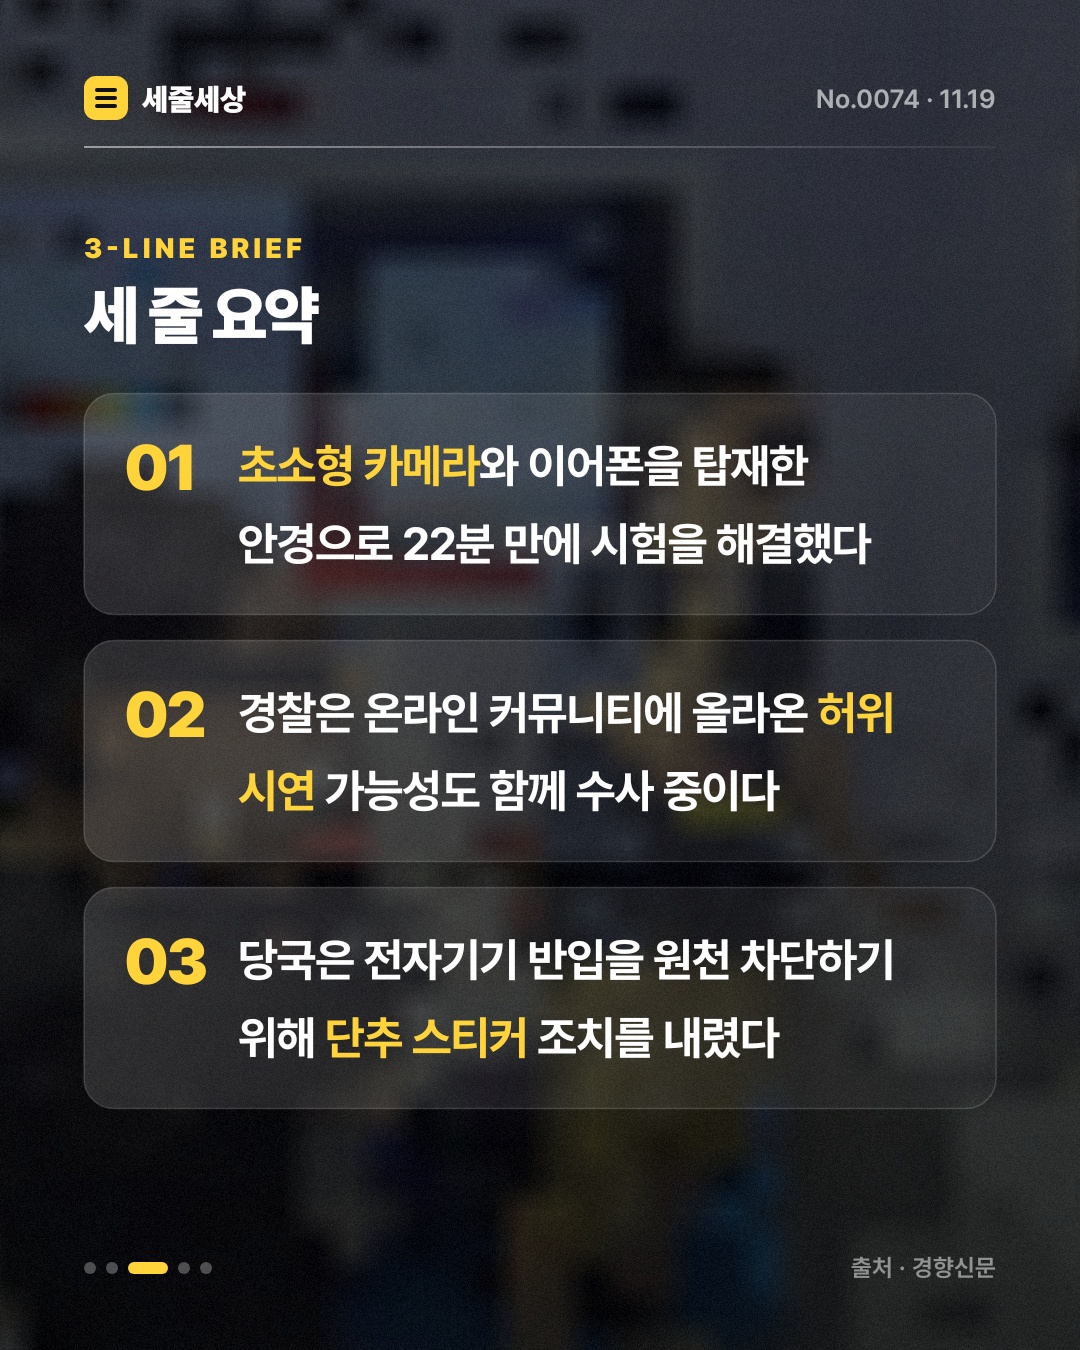 세줄세상
No.0074 · 11.19
3-LINE BRIEF
세 줄 요약
01
초소형 카메라와 이어폰을 탑재한
안경으로 22분 만에 시험을 해결했다
02
경찰은 온라인 커뮤니티에 올라온 허위
시연 가능성도 함께 수사 중이다
03
당국은 전자기기 반입을 원천 차단하기
위해 단추 스티커 조치를 내렸다
출처 · 경향신문